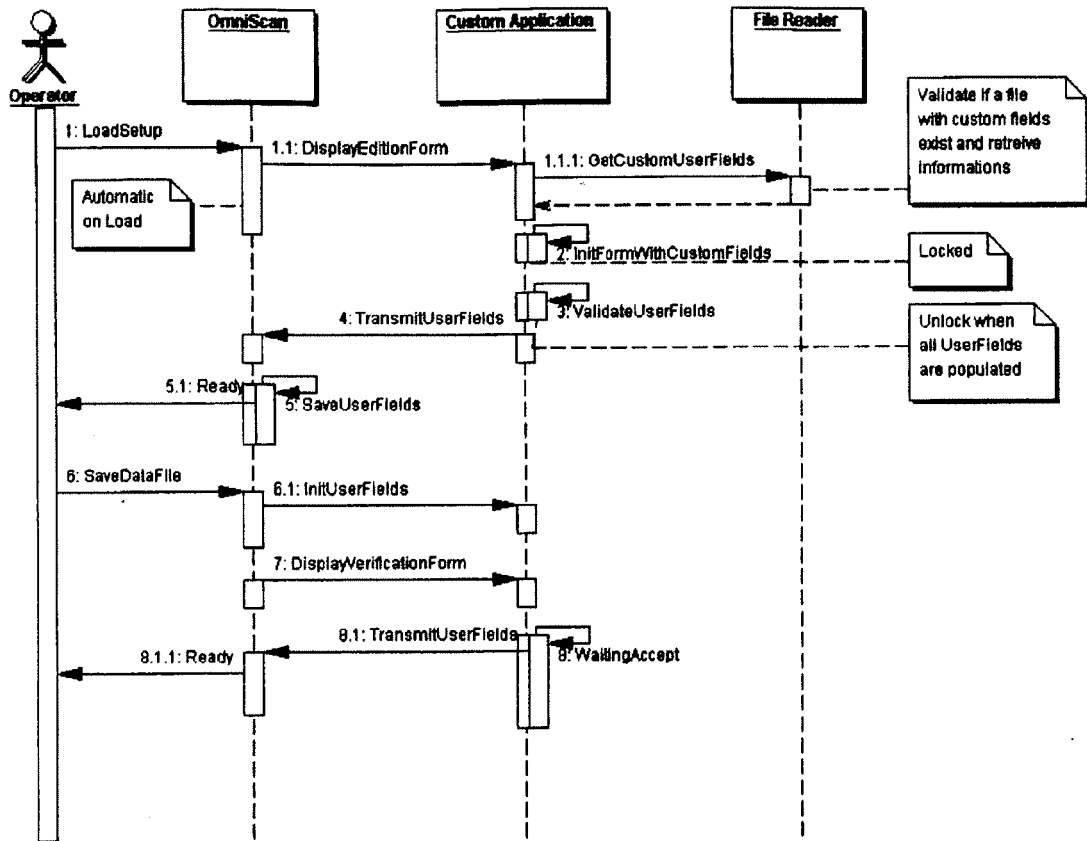 OmniScan
Custom Application
File Reader
Operator
Validate if a file
with custom fields
exist and retreive
informations
1: LoadSetup
1.1: DisplayEditionForm
1.1.1: GetCustomUserFields
Automatic
on Load
2: InitFormWithCustomFields
Locked
3: ValidateUserFields
4: TransmitUserFields
Unlock when
all UserFields
are populated
5.1: Ready
5: SaveUserFields
6: SaveDataFile
6.1: InitUserFields
7: DisplayVerificationForm
8.1: TransmitUserFields
8: WaitingAccept
8.1.1: Ready